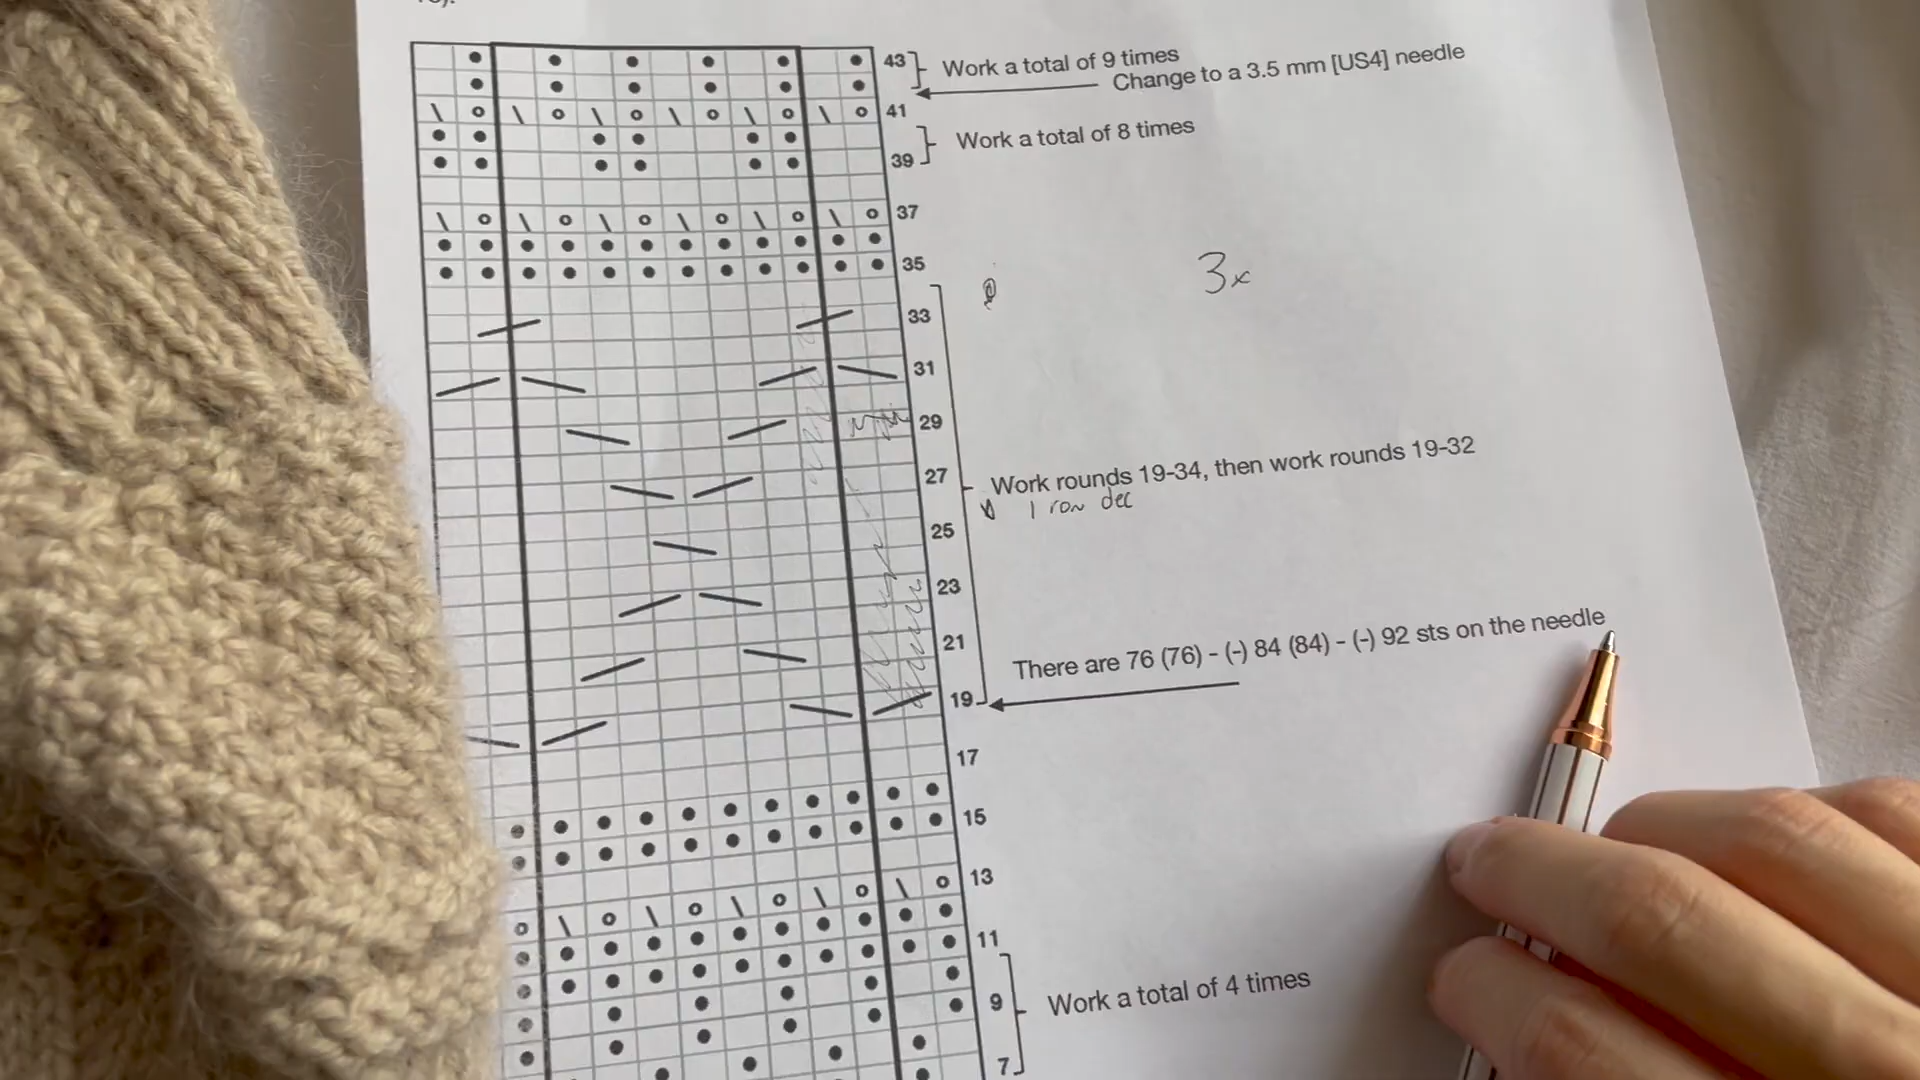 43 Work a total of 9 times
Change to a 3.5 mm [US4] needle
41
Work a total of 8 times
39
37
35
3x
33
31
29
27
Work rounds 19-34, then work rounds 19-32
1 row dec
25
23
21
There are 76 (76) - (-) 84 (84) - (-) 92 sts on the needle
19
17
15
13
11
9 Work a total of 4 times
7